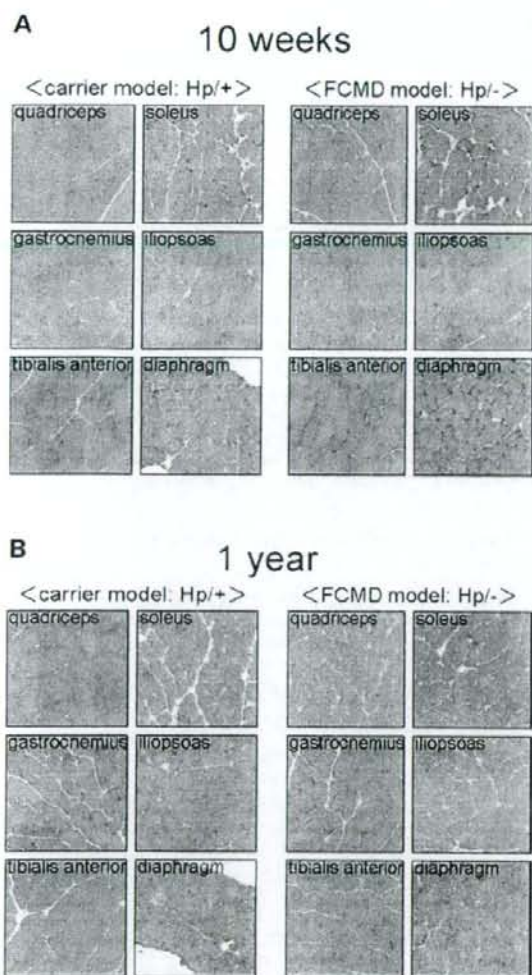 A
10 weeks
<carrier model: Hp/+> <FCMD model: Hp/->
quadriceps soleus quadriceps soleus
gastrocnemius iliopsoas gastrocnemius iliopsoas
tibialis anterior diaphragm tibialis anterior diaphragm
B
1 year
<carrier model: Hp/+> <FCMD model: Hp/->
quadriceps soleus quadriceps soleus
gastrocnemius iliopsoas gastrocnemius iliopsoas
tibialis anterior diaphragm tibialis anterior diaphragm